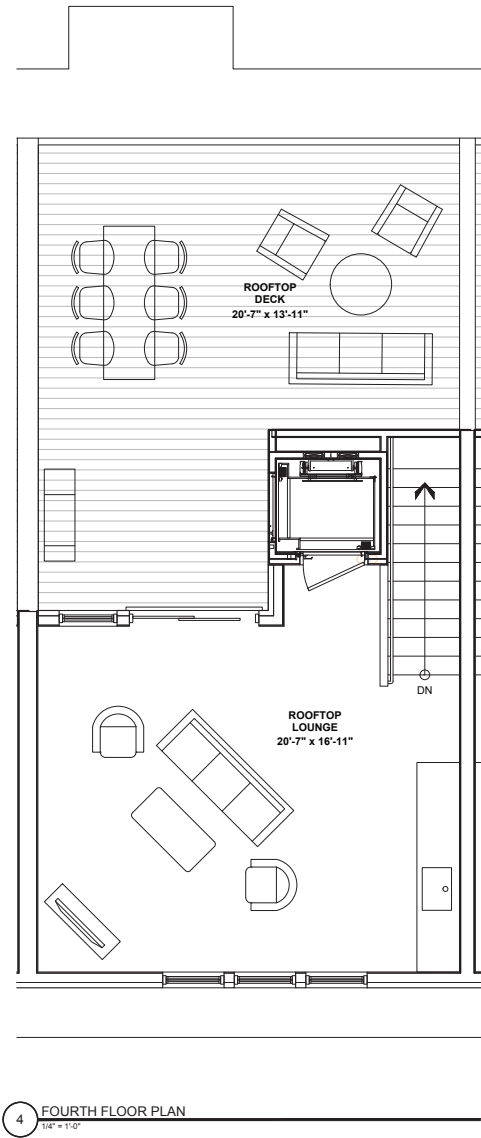 ROOFTOP
DECK
20'-7" x 13'-11"
DN
ROOFTOP
LOUNGE
20'-7" x 16'-11"
4
FOURTH FLOOR PLAN
1/4" = 1'-0"